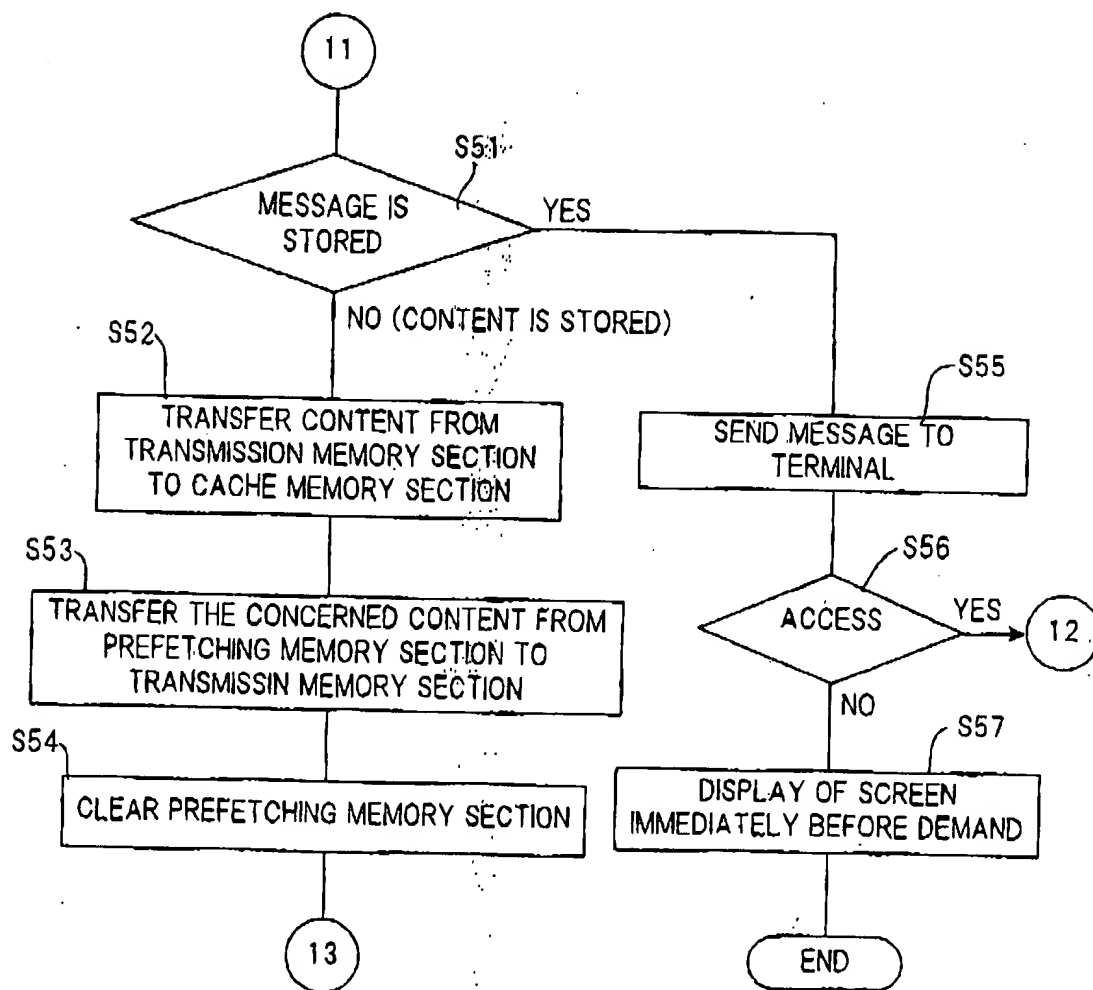 11
S51
MESSAGE IS
STORED
YES
NO (CONTENT IS STORED)
S52
TRANSFER CONTENT FROM
TRANSMISSION MEMORY SECTION
TO CACHE MEMORY SECTION
S53
TRANSFER THE CONCERNED CONTENT FROM
PREFETCHING MEMORY SECTION TO
TRANSMISSIN MEMORY SECTION
S54
CLEAR PREFETCHING MEMORY SECTION
13
S55
SEND MESSAGE TO
TERMINAL
S56
ACCESS
YES
12
NO
S57
DISPLAY OF SCREEN
IMMEDIATELY BEFORE DEMAND
END